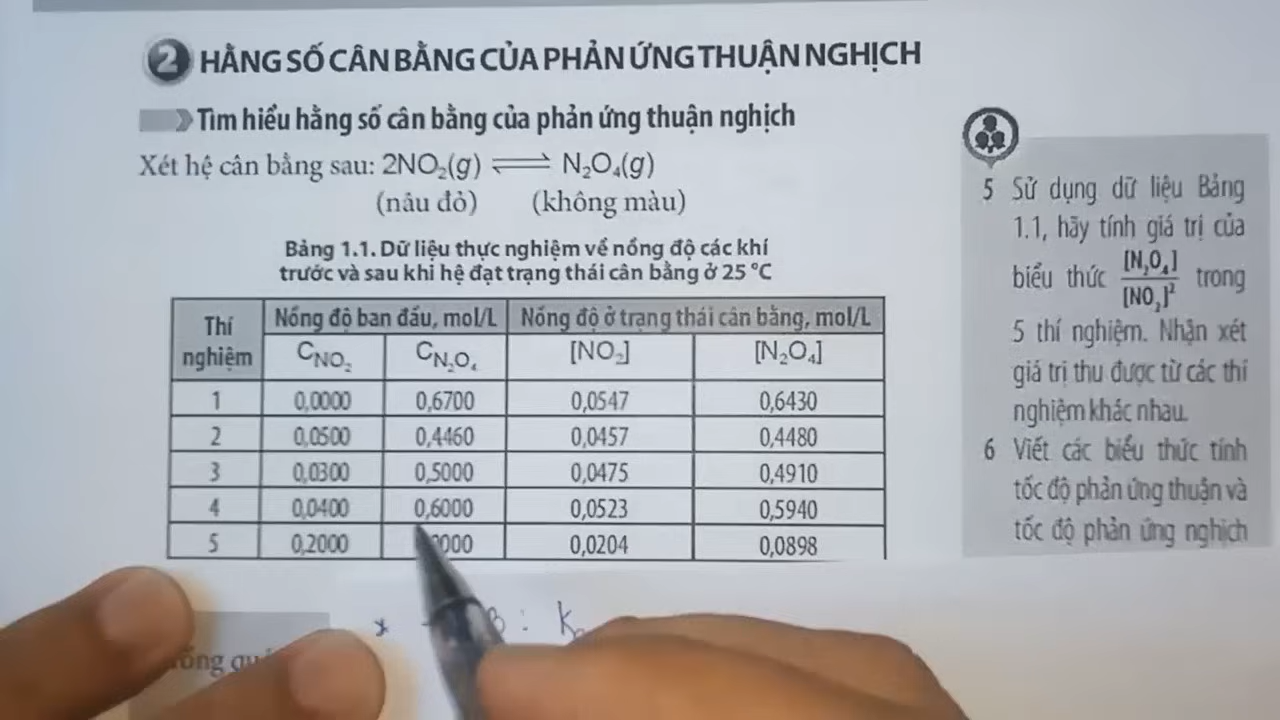 2 HẰNG SỐ CÂN BẰNG CỦA PHẢN ỨNG THUẬN NGHỊCH
Tìm hiểu hằng số cân bằng của phản ứng thuận nghịch
Xét hệ cân bằng sau: 2NO₂(g) ⇌ N₂O₄(g)
(nâu đỏ) (không màu)
Bảng 1.1. Dữ liệu thực nghiệm về nồng độ các khí
trước và sau khi hệ đạt trạng thái cân bằng ở 25 °C
Thí nghiệm Nồng độ ban đầu, mol/L Nồng độ ở trạng thái cân bằng, mol/L
C_NO₂ C_N₂O₄ [NO₂] [N₂O₄]
1 0,0000 0,6700 0,0547 0,6430
2 0,0500 0,4460 0,0457 0,4480
3 0,0300 0,5000 0,0475 0,4910
4 0,0400 0,6000 0,0523 0,5940
5 0,2000 0,0204 0,0898
5 Sử dụng dữ liệu Bảng
1.1, hãy tính giá trị của
biểu thức [N₂O₄]/[NO₂]² trong
5 thí nghiệm. Nhận xét
giá trị thu được từ các thí
nghiệm khác nhau.
6 Viết các biểu thức tính
tốc độ phản ứng thuận và
tốc độ phản ứng nghịch